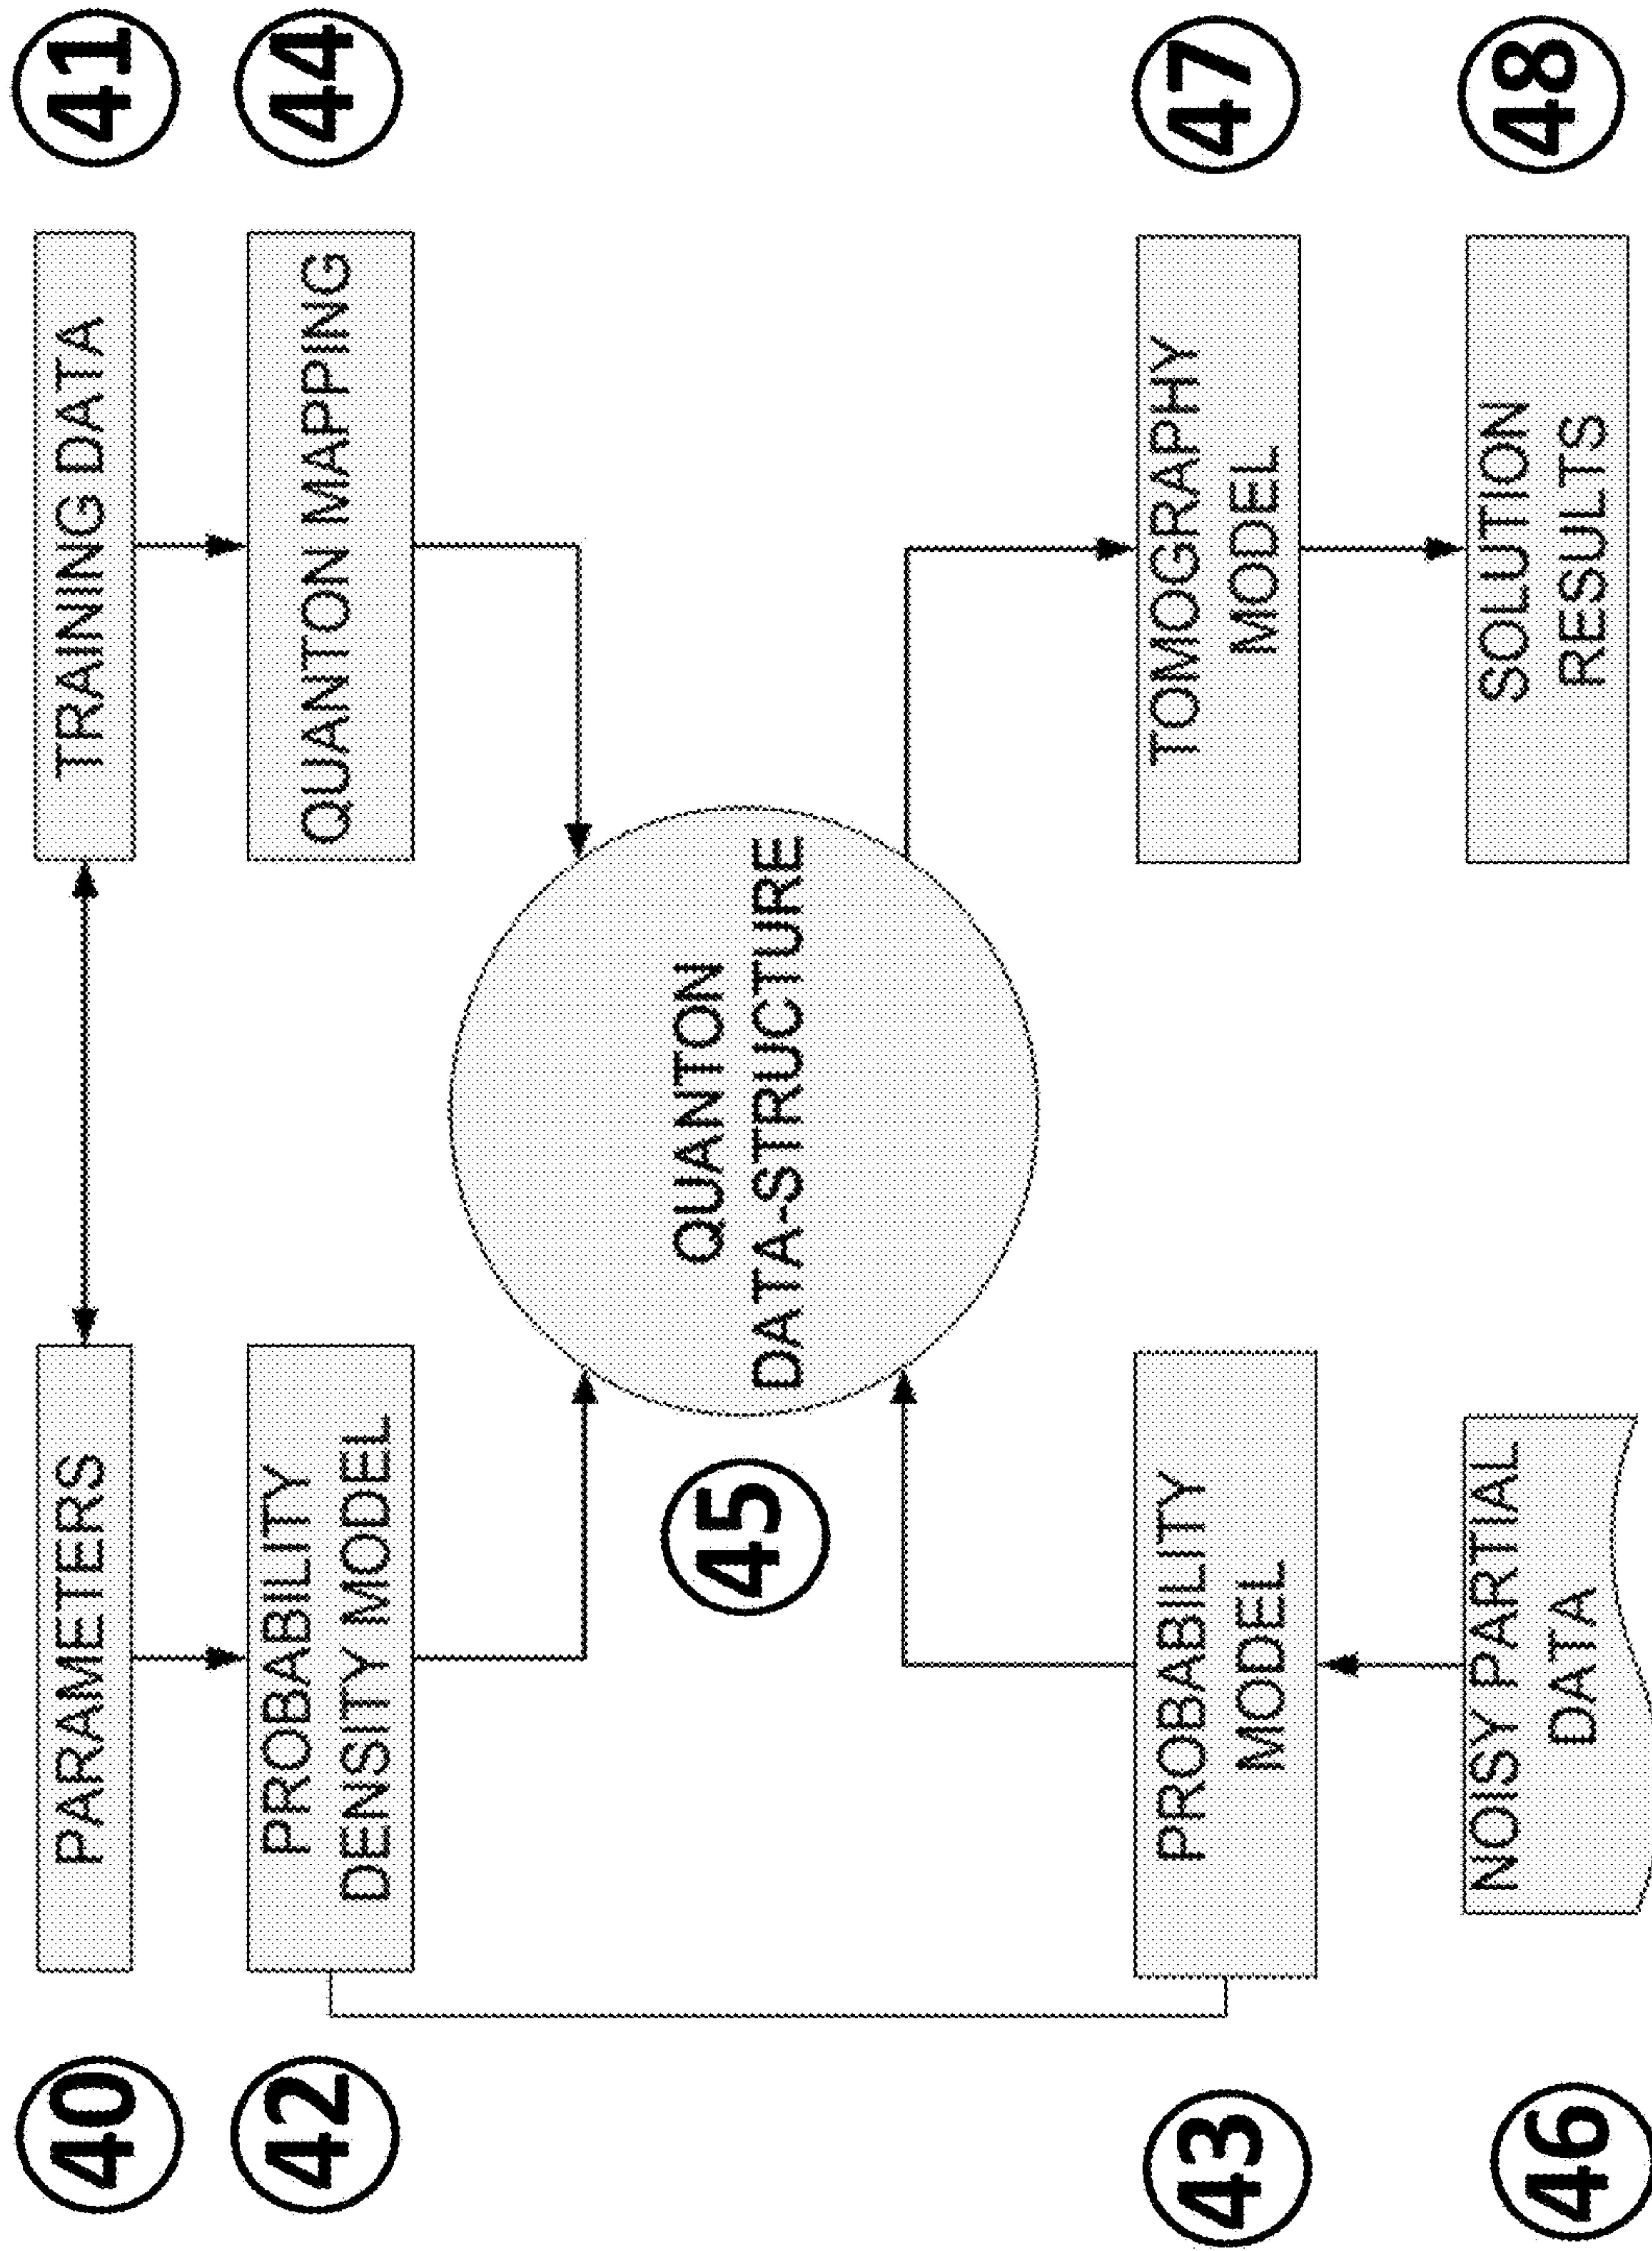 40
PARAMETERS
TRAINING DATA
41
42
PROBABILITY
DENSITY MODEL
QUANTON MAPPING
44
45
QUANTON
DATA-STRUCTURE
43
PROBABILITY
MODEL
TOMOGRAPHY
MODEL
47
46
NOISY PARTIAL
DATA
SOLUTION
RESULTS
48